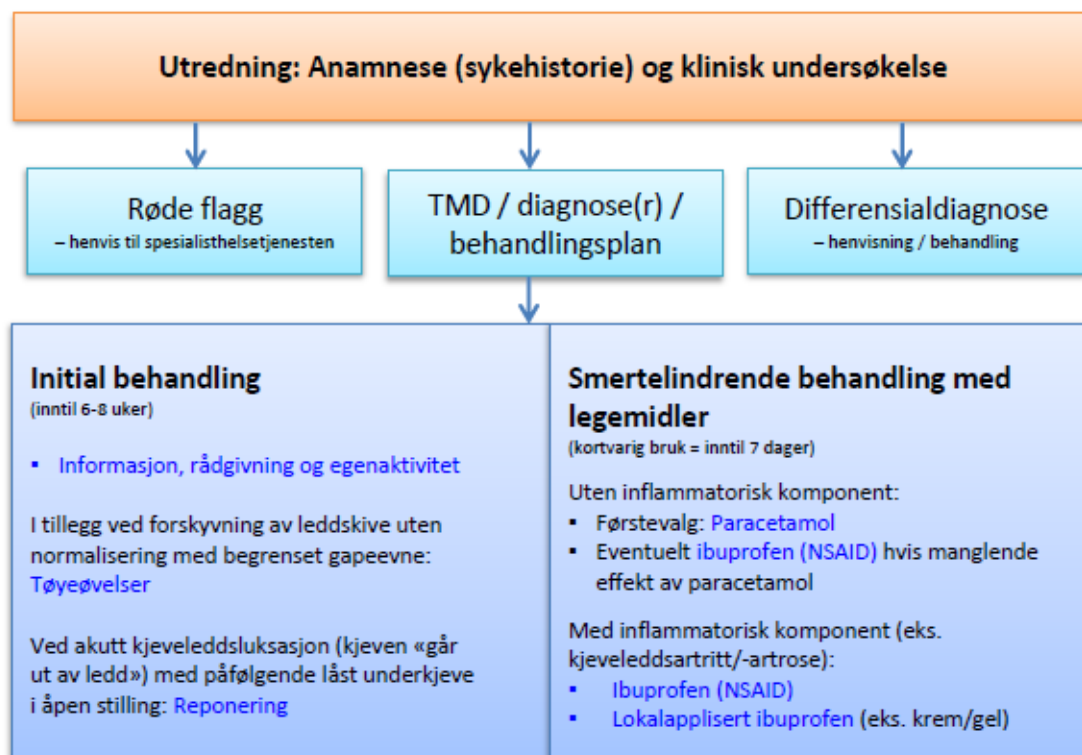 Utredning: Anamnese (sykehistorie) og klinisk undersøkelse
Røde flagg
– henvis til spesialisthelsetjenesten
TMD / diagnose(r) /
behandlingsplan
Differensialdiagnose
– henvisning / behandling
Initial behandling
(inntil 6-8 uker)
▪ Informasjon, rådgivning og egenaktivitet
I tillegg ved forskyvning av leddskive uten
normalisering med begrenset gapeevne:
Tøyeøvelser
Ved akutt kjeveleddsluksasjon (kjeven «går
ut av ledd») med påfølgende låst underkjeve
i åpen stilling: Reponering
Smertelindrende behandling med
legemidler
(kortvarig bruk = inntil 7 dager)
Uten inflammatorisk komponent:
▪ Førstevalg: Paracetamol
▪ Eventuelt ibuprofen (NSAID) hvis manglende
effekt av paracetamol
Med inflammatorisk komponent (eks.
kjeveleddsartritt/-artrose):
▪ Ibuprofen (NSAID)
▪ Lokalapplisert ibuprofen (eks. krem/gel)